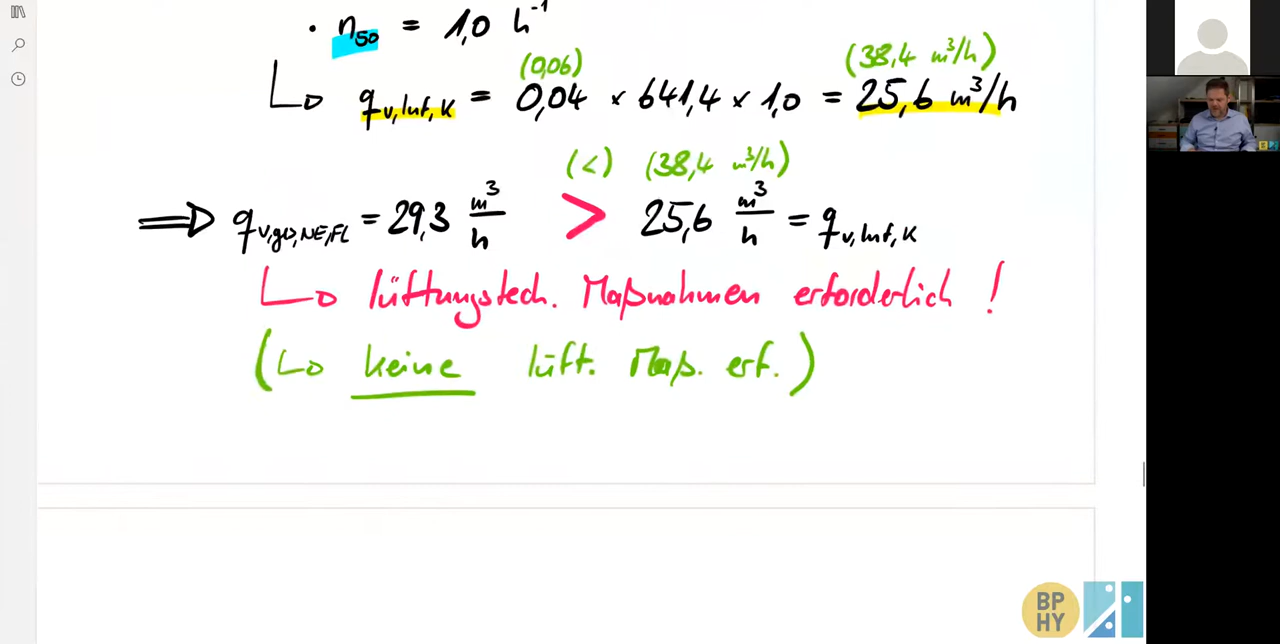 · n50 = 1,0 h⁻¹
(0,06) (38,4 m³/h)
↳ qv,Inf,K = 0,04 × 641,4 × 1,0 = 25,6 m³/h
(<) (38,4 m³/h)
⇒ qv,ges,NE,FL = 29,3 m³/h > 25,6 m³/h = qv,Inf,K
↳ lüftungstech. Maßnahmen erforderlich!
(↳ keine lüft. Maß. erf.)
BP
HY